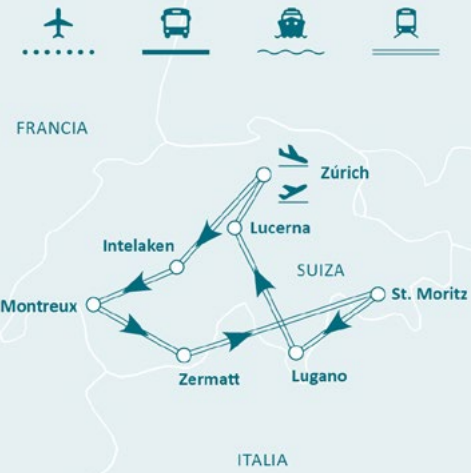 FRANCIA
Zúrich
Lucerna
Intelaken
SUIZA
Montreux
St. Moritz
Zermatt
Lugano
ITALIA